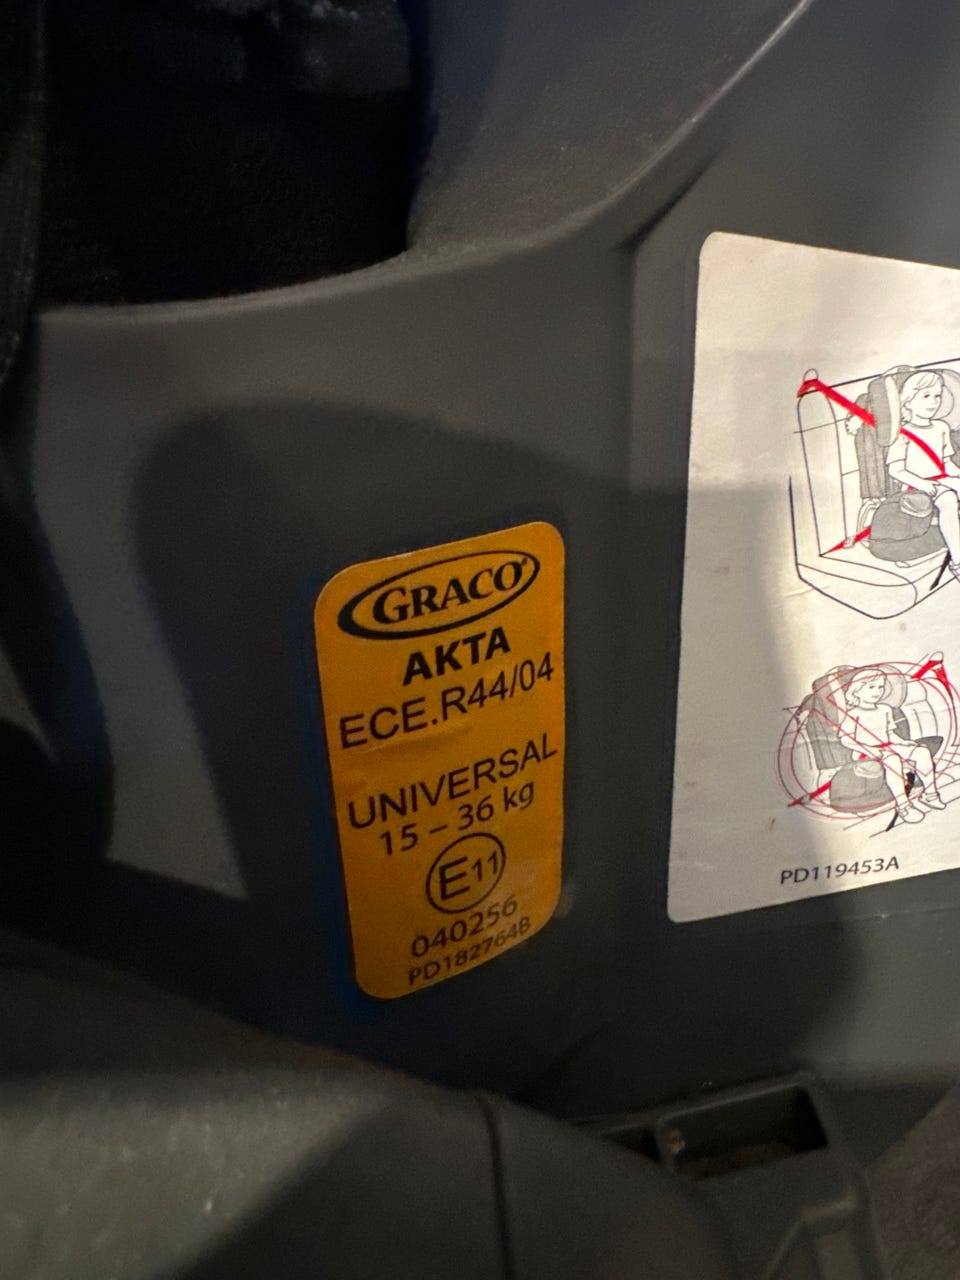 GRACO
AKTA
ECE.R44/04
UNIVERSAL
15 – 36 kg
E11
040256
PD182764B
PD119453A